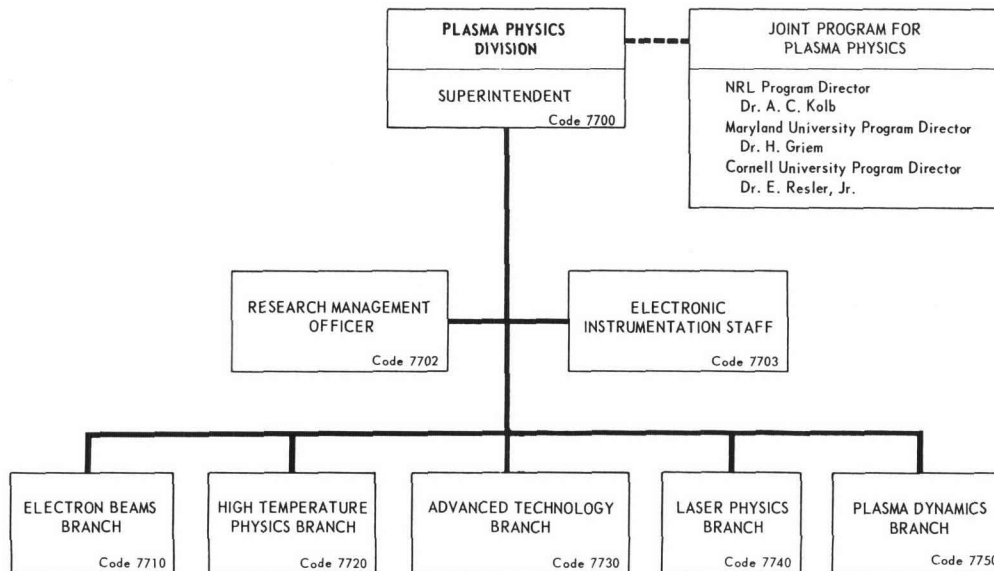 PLASMA PHYSICS
DIVISION
SUPERINTENDENT
Code 7700
JOINT PROGRAM FOR
PLASMA PHYSICS
NRL Program Director
Dr. A. C. Kolb
Maryland University Program Director
Dr. H. Griem
Cornell University Program Director
Dr. E. Resler, Jr.
RESEARCH MANAGEMENT
OFFICER
Code 7702
ELECTRONIC
INSTRUMENTATION STAFF
Code 7703
ELECTRON BEAMS
BRANCH
Code 7710
HIGH TEMPERATURE
PHYSICS BRANCH
Code 7720
ADVANCED TECHNOLOGY
BRANCH
Code 7730
LASER PHYSICS
BRANCH
Code 7740
PLASMA DYNAMICS
BRANCH
Code 7750